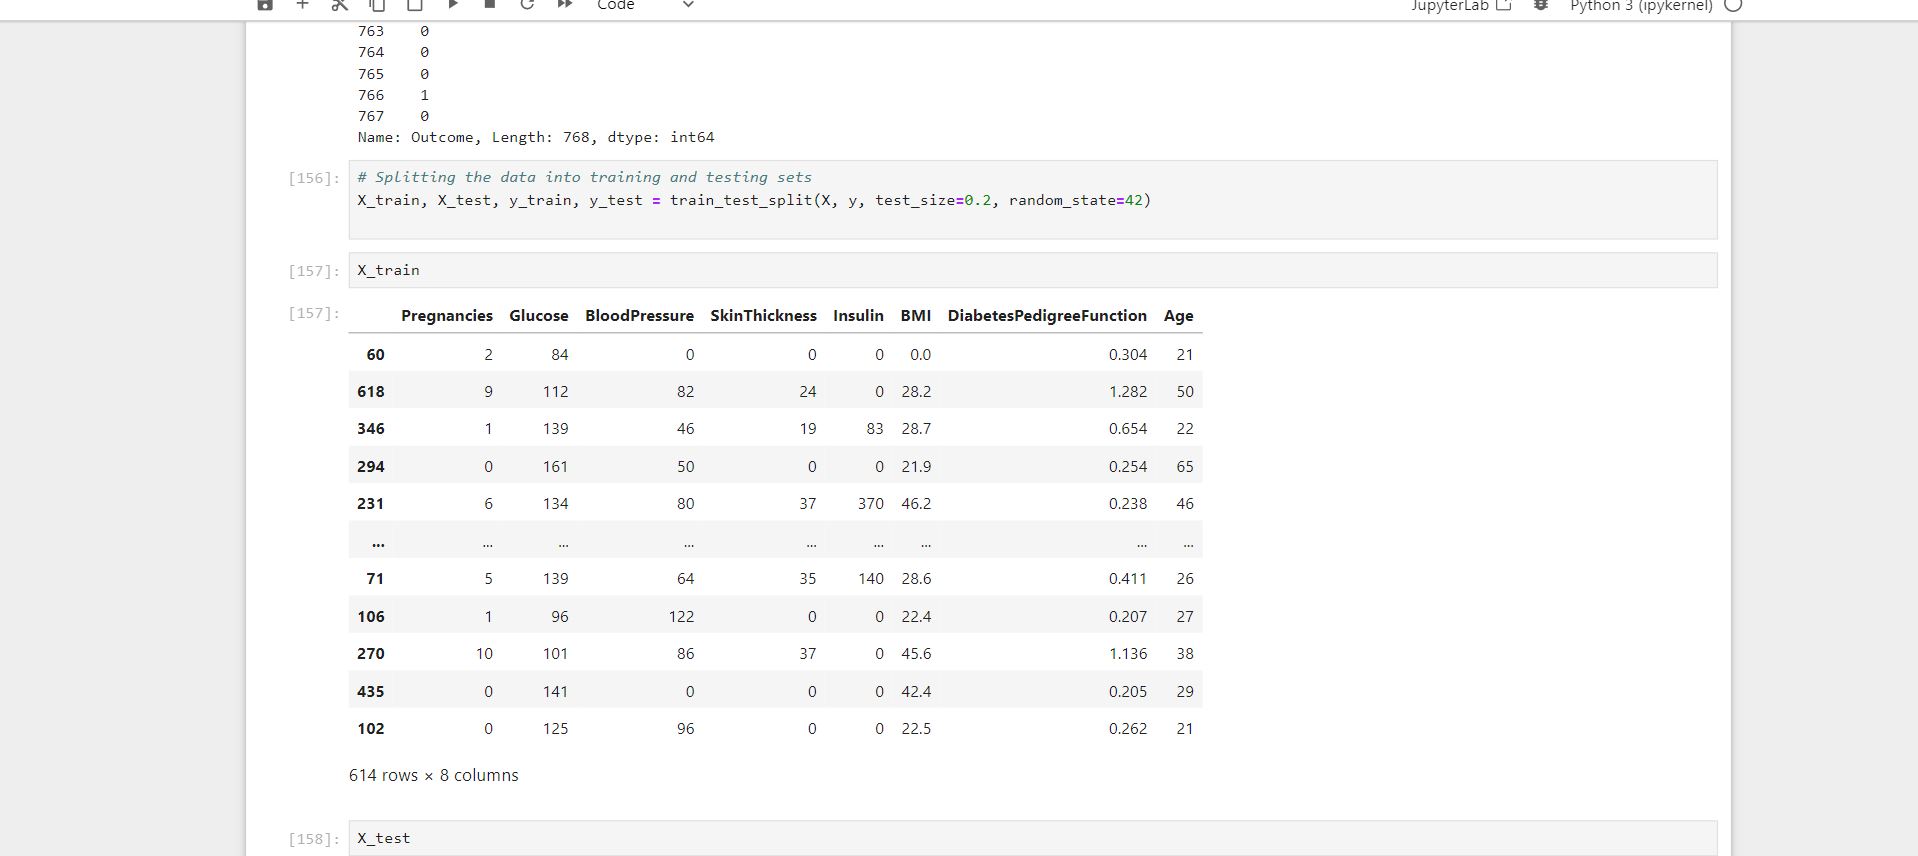 Code JupyterLab Python 3 (ipykernel)
763 0
764 0
765 0
766 1
767 0
Name: Outcome, Length: 768, dtype: int64
[156]: # Splitting the data into training and testing sets
X_train, X_test, y_train, y_test = train_test_split(X, y, test_size=0.2, random_state=42)
[157]: X_train
[157]: Pregnancies Glucose BloodPressure SkinThickness Insulin BMI DiabetesPedigreeFunction Age
60 2 84 0 0 0 0.0 0.304 21
618 9 112 82 24 0 28.2 1.282 50
346 1 139 46 19 83 28.7 0.654 22
294 0 161 50 0 0 21.9 0.254 65
231 6 134 80 37 370 46.2 0.238 46
... ... ... ... ... ... ... ... ...
71 5 139 64 35 140 28.6 0.411 26
106 1 96 122 0 0 22.4 0.207 27
270 10 101 86 37 0 45.6 1.136 38
435 0 141 0 0 0 42.4 0.205 29
102 0 125 96 0 0 22.5 0.262 21
614 rows × 8 columns
[158]: X_test